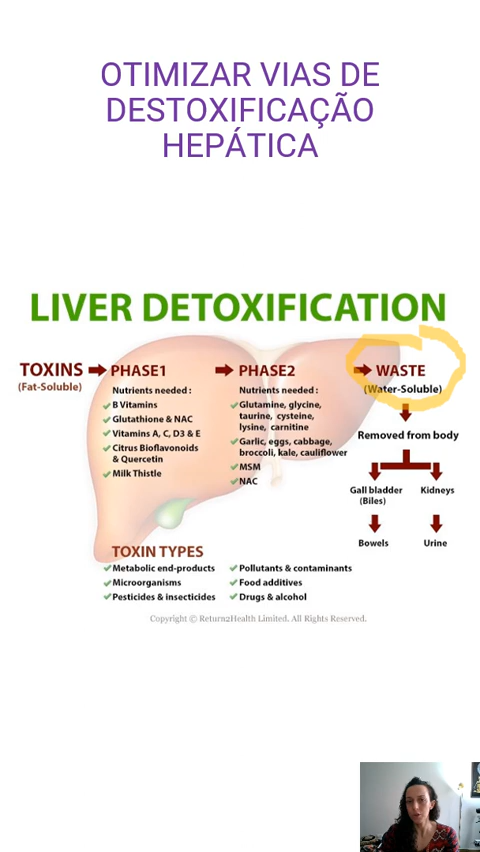 OTIMIZAR VIAS DE
DESTOXIFICAÇÃO
HEPÁTICA
LIVER DETOXIFICATION
TOXINS
(Fat-Soluble)
PHASE1
Nutrients needed :
B Vitamins
Glutathione & NAC
Vitamins A, C, D3 & E
Citrus Bioflavonoids
& Quercetin
Milk Thistle
PHASE2
Nutrients needed :
Glutamine, glycine,
taurine, cysteine,
lysine, carnitine
Garlic, eggs, cabbage,
broccoli, kale, cauliflower
MSM
NAC
WASTE
(Water-Soluble)
Removed from body
Gall bladder
(Biles)
Kidneys
Bowels
Urine
TOXIN TYPES
Metabolic end-products
Microorganisms
Pesticides & insecticides
Pollutants & contaminants
Food additives
Drugs & alcohol
Copyright © Return2Health Limited. All Rights Reserved.